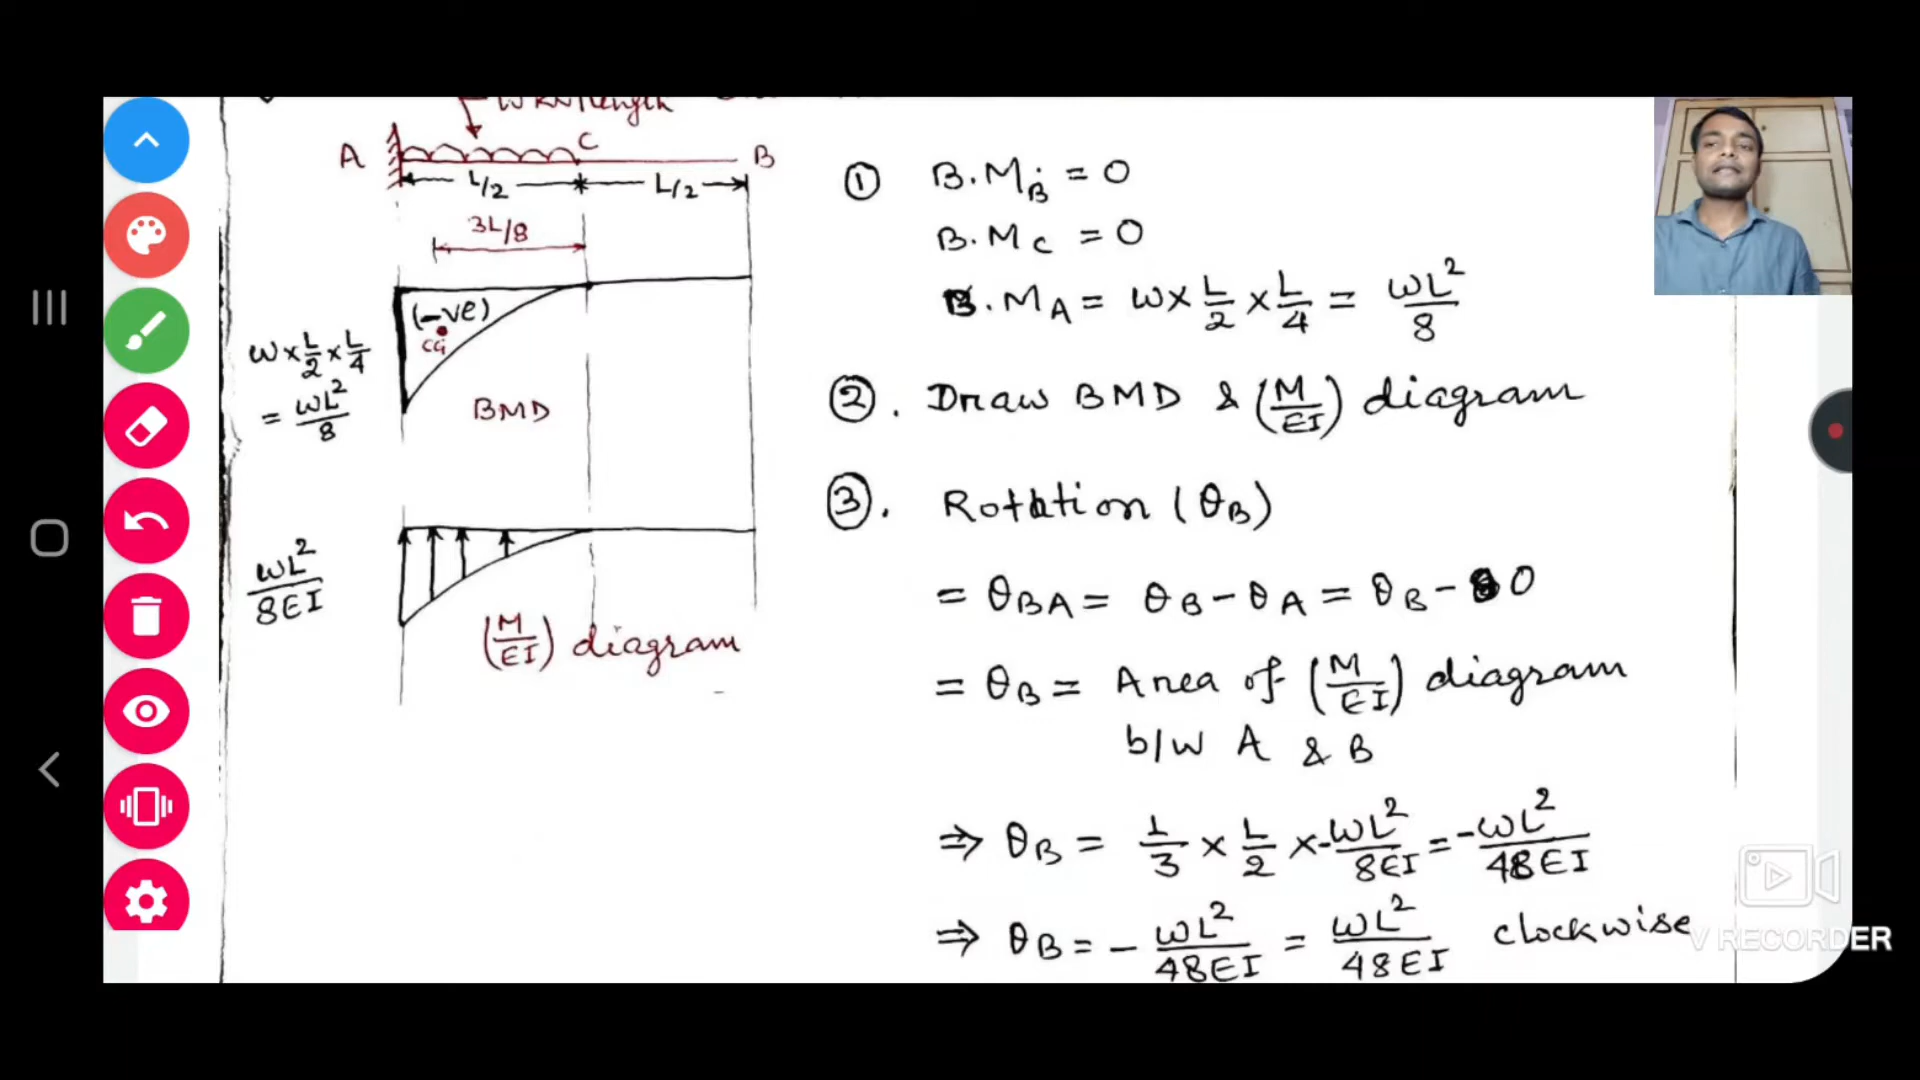 w kN/length
A C B
L/2 L/2
3L/8
(-ve)
CG
w×L/2×L/4
= wL²/8
BMD
wL²/8EI
(M/EI) diagram
① B.M_B = 0
B.M_C = 0
B.M_A = w×L/2×L/4 = wL²/8
②. Draw BMD & (M/EI) diagram
③. Rotation (θ_B)
= θ_BA = θ_B - θ_A = θ_B - 0
= θ_B = Area of (M/EI) diagram
b/w A & B
⇒ θ_B = 1/3 × L/2 × -wL²/8EI = -wL²/48EI
⇒ θ_B = - wL²/48EI = wL²/48EI clockwise
V RECORDER